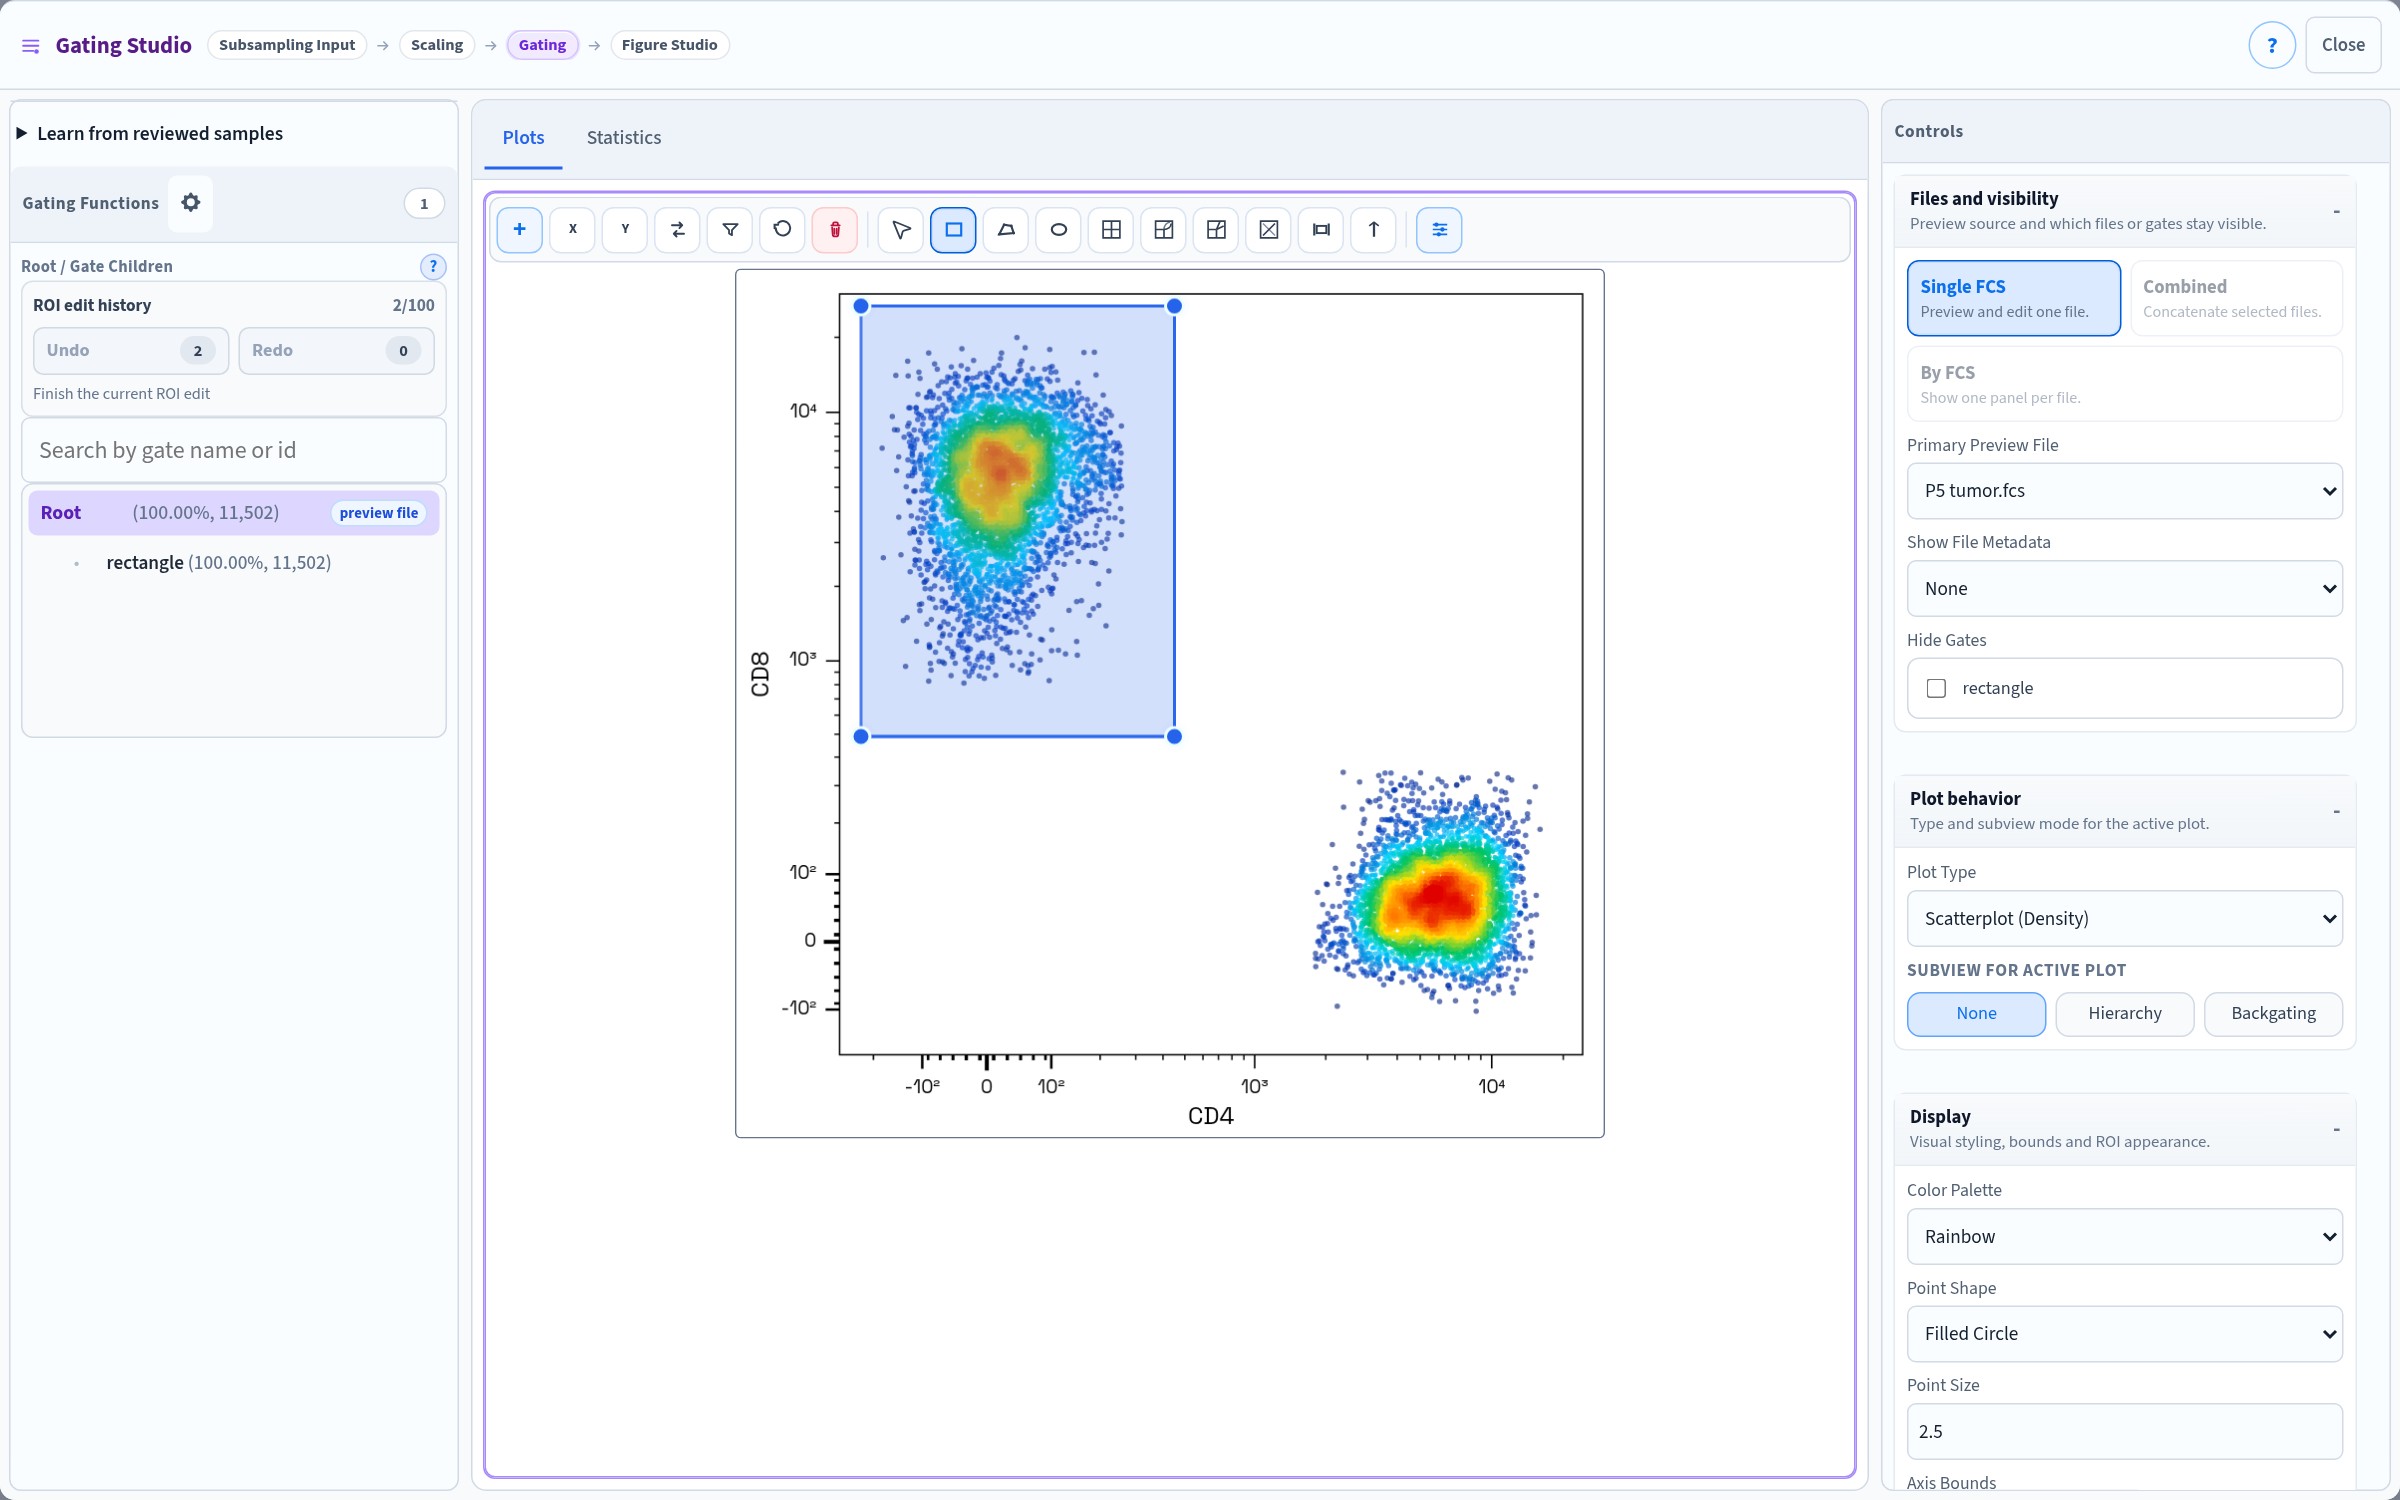 Gating Studio Subsampling Input → Scaling → Gating → Figure Studio ? Close
Learn from reviewed samples
Gating Functions 1
Root / Gate Children ?
ROI edit history 2/100
Undo 2 Redo 0
Finish the current ROI edit
Search by gate name or id
Root (100.00%, 11,502) preview file
rectangle (100.00%, 11,502)
Plots Statistics
+ X Y
10⁴
10³
10²
0
-10²
CD8
-10² 0 10² 10³ 10⁴
CD4
Controls
Files and visibility -
Preview source and which files or gates stay visible.
Single FCS
Preview and edit one file.
Combined
Concatenate selected files.
By FCS
Show one panel per file.
Primary Preview File
P5 tumor.fcs
Show File Metadata
None
Hide Gates
rectangle
Plot behavior -
Type and subview mode for the active plot.
Plot Type
Scatterplot (Density)
SUBVIEW FOR ACTIVE PLOT
None Hierarchy Backgating
Display -
Visual styling, bounds and ROI appearance.
Color Palette
Rainbow
Point Shape
Filled Circle
Point Size
2.5
Axis Bounds